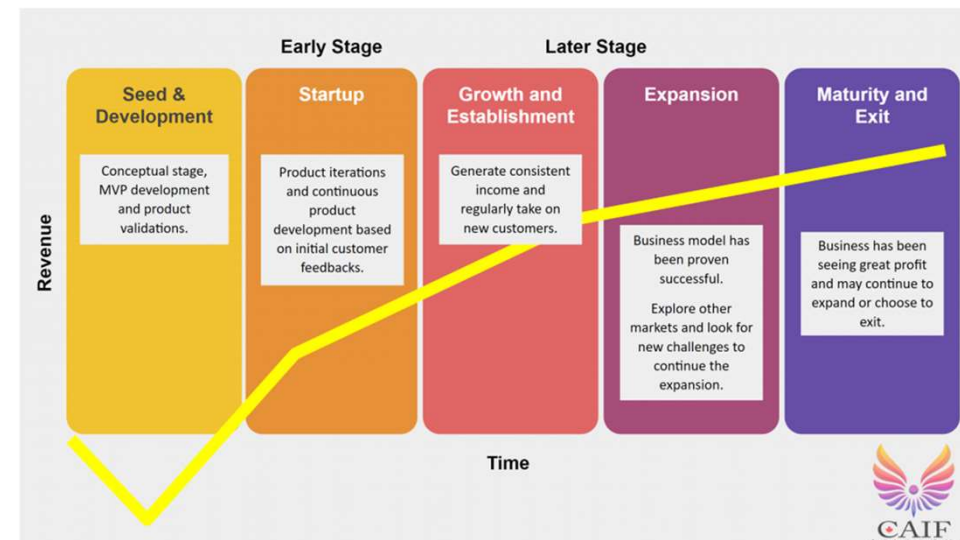 Early Stage
Later Stage
Seed &
Development
Conceptual stage,
MVP development
and product
validations.
Startup
Product iterations
and continuous
product
development based
on initial customer
feedbacks.
Growth and
Establishment
Generate consistent
income and
regularly take on
new customers.
Expansion
Business model has
been proven
successful.
Explore other
markets and look for
new challenges to
continue the
expansion.
Maturity and
Exit
Business has been
seeing great profit
and may continue to
expand or choose to
exit.
Revenue
Time
CAIF